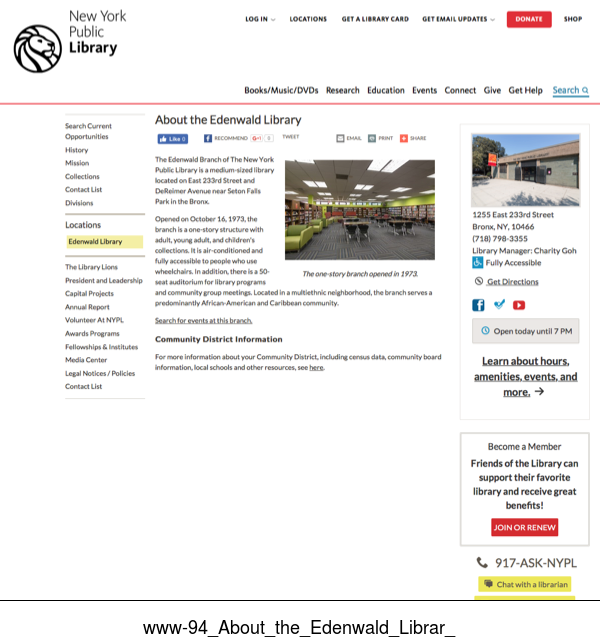 New York
Public
Library
LOG IN
LOCATIONS
GET A LIBRARY CARD
GET EMAIL UPDATES
DONATE
SHOP
Books/Music/DVDs
Research
Education
Events
Connect
Give
Get Help
Search
Search Current
Opportunities
History
Mission
Collections
Contact List
Divisions
Locations
Edenwald Library
The Library Lions
President and Leadership
Capital Projects
Annual Report
Volunteer At NYPL
Awards Programs
Fellowships & Institutes
Media Center
Legal Notices / Policies
Contact List
About the Edenwald Library
Like 0
RECOMMEND
G+1 0
TWEET
EMAIL
PRINT
SHARE
The Edenwald Branch of The New York
Public Library is a medium-sized library
located on East 233rd Street and
DeReimer Avenue near Seton Falls
Park in the Bronx.
Opened on October 16, 1973, the
branch is a one-story structure with
adult, young adult, and children's
collections. It is air-conditioned and
fully accessible to people who use
wheelchairs. In addition, there is a 50-
seat auditorium for library programs
and community group meetings. Located in a multiethnic neighborhood, the branch serves a
predominantly African-American and Caribbean community.
The one-story branch opened in 1973.
Search for events at this branch.
Community District Information
For more information about your Community District, including census data, community board
information, local schools and other resources, see here.
1255 East 233rd Street
Bronx, NY, 10466
(718) 798-3355
Library Manager: Charity Goh
Fully Accessible
Get Directions
Open today until 7 PM
Learn about hours,
amenities, events, and
more. →
Become a Member
Friends of the Library can
support their favorite
library and receive great
benefits!
JOIN OR RENEW
917-ASK-NYPL
Chat with a librarian
www-94_About_the_Edenwald_Librar_